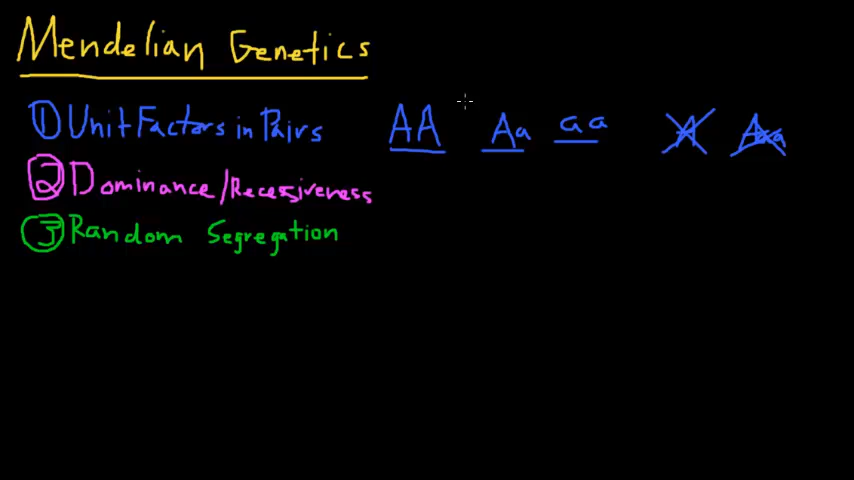 Mendelian Genetics
① Unit Factors in Pairs AA Aa aa A Aaa
② Dominance/Recessiveness
③ Random Segregation